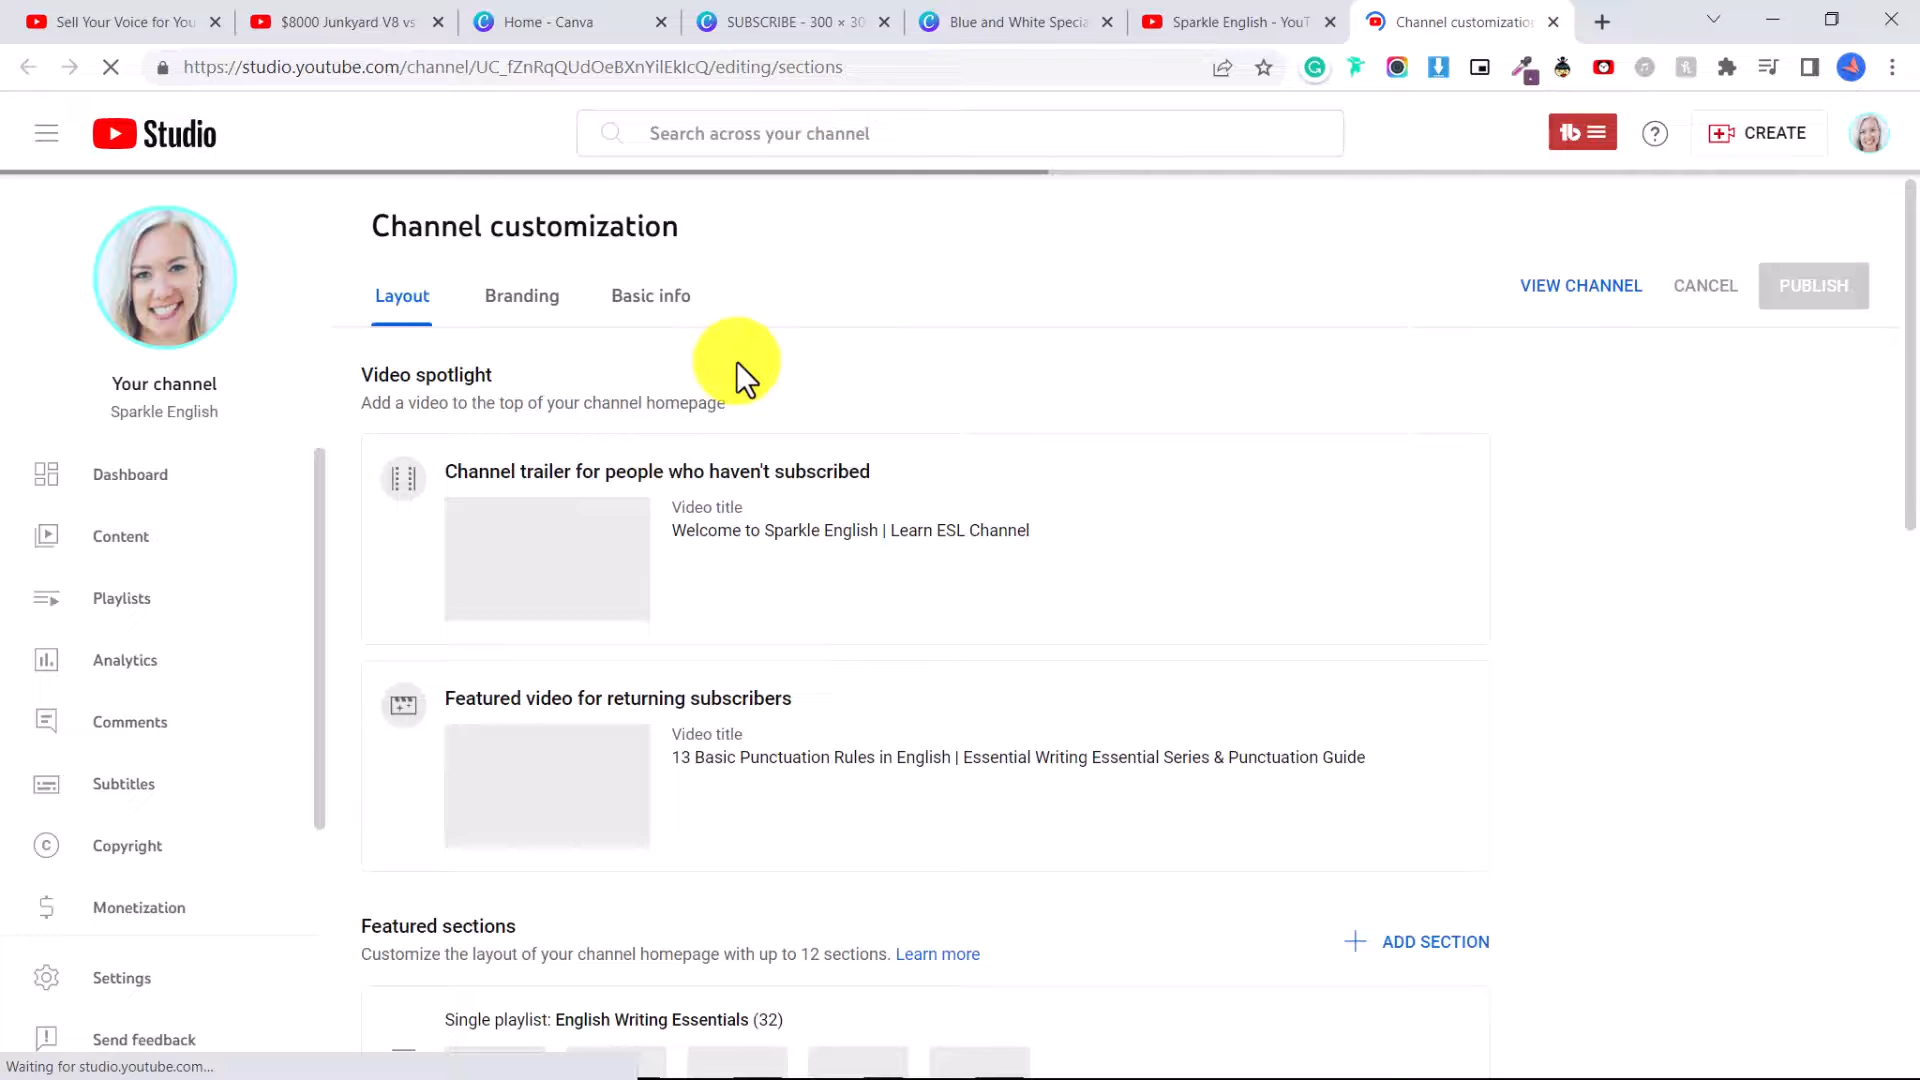 Sell Your Voice for You
$8000 Junkyard V8 vs
Home - Canva
SUBSCRIBE - 300 × 30
Blue and White Specia
Sparkle English - YouT
Channel customizatio
https://studio.youtube.com/channel/UC_fZnRqQUdOeBXnYilEkIcQ/editing/sections
Studio
Search across your channel
tb
CREATE
Channel customization
Layout
Branding
Basic info
VIEW CHANNEL
CANCEL
PUBLISH
Your channel
Sparkle English
Video spotlight
Add a video to the top of your channel homepage
Channel trailer for people who haven't subscribed
Video title
Welcome to Sparkle English | Learn ESL Channel
Featured video for returning subscribers
Video title
13 Basic Punctuation Rules in English | Essential Writing Essential Series & Punctuation Guide
Dashboard
Content
Playlists
Analytics
Comments
Subtitles
Copyright
Monetization
Settings
Send feedback
Featured sections
Customize the layout of your channel homepage with up to 12 sections. Learn more
ADD SECTION
Single playlist: English Writing Essentials (32)
Waiting for studio.youtube.com...